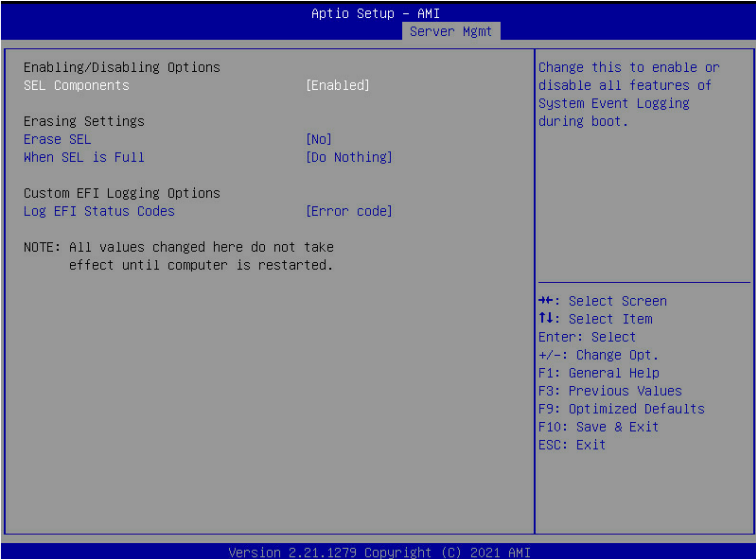 Aptio Setup – AMI
Server Mgmt
Enabling/Disabling Options
SEL Components [Enabled]
Erasing Settings
Erase SEL [No]
When SEL is Full [Do Nothing]
Custom EFI Logging Options
Log EFI Status Codes [Error code]
NOTE: All values changed here do not take
effect until computer is restarted.
Change this to enable or
disable all features of
System Event Logging
during boot.
→←: Select Screen
↑↓: Select Item
Enter: Select
+/-: Change Opt.
F1: General Help
F3: Previous Values
F9: Optimized Defaults
F10: Save & Exit
ESC: Exit
Version 2.21.1279 Copyright (C) 2021 AMI